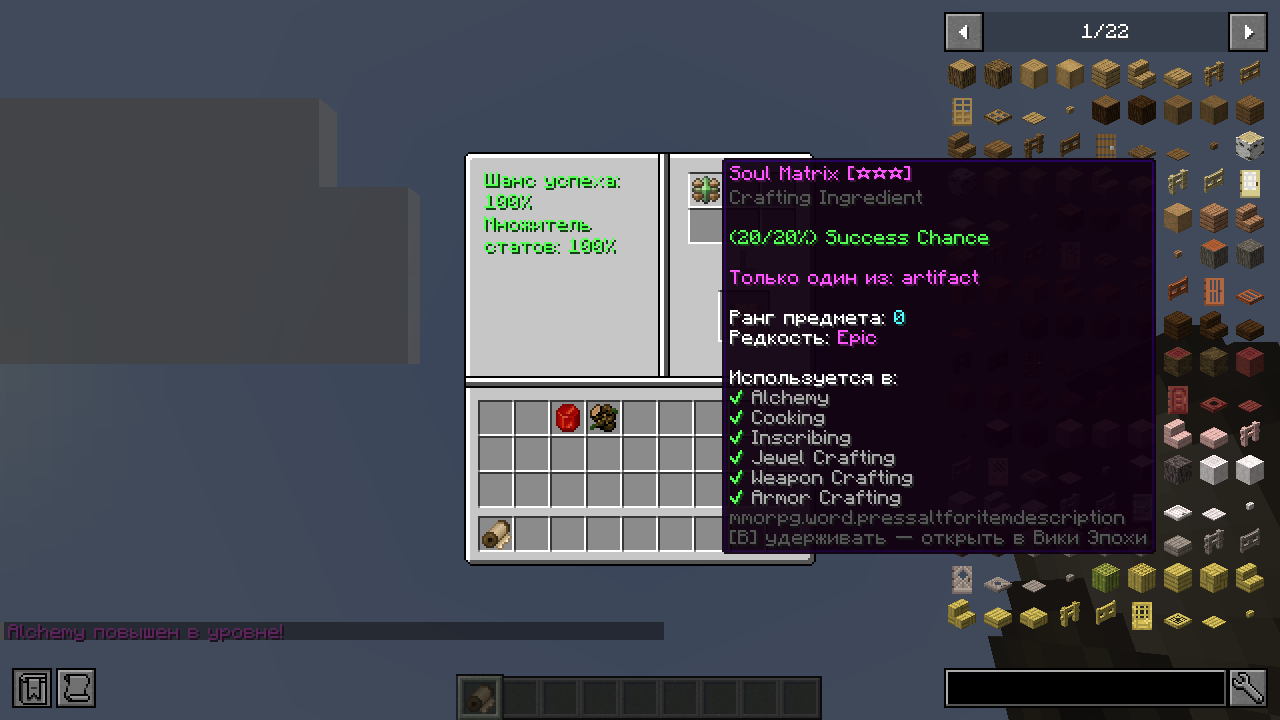 1/22
Шанс успеха:
100%
Множитель
статов: 100%
Soul Matrix [☆☆☆]
Crafting Ingredient
(20/20%) Success Chance
Только один из: artifact
Ранг предмета: 0
Редкость: Epic
Используется в:
✔ Alchemy
✔ Cooking
✔ Inscribing
✔ Jewel Crafting
✔ Weapon Crafting
✔ Armor Crafting
mmorpg.word.pressaltforitemdescription
[B] удерживать — открыть в Вики Эпохи
Alchemy повышен в уровне!